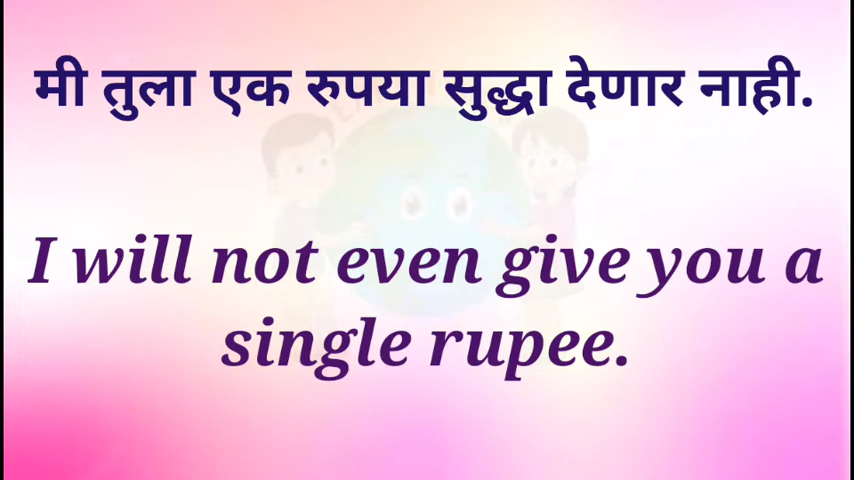 मी तुला एक रुपया सुद्धा देणार नाही.
I will not even give you a
single rupee.